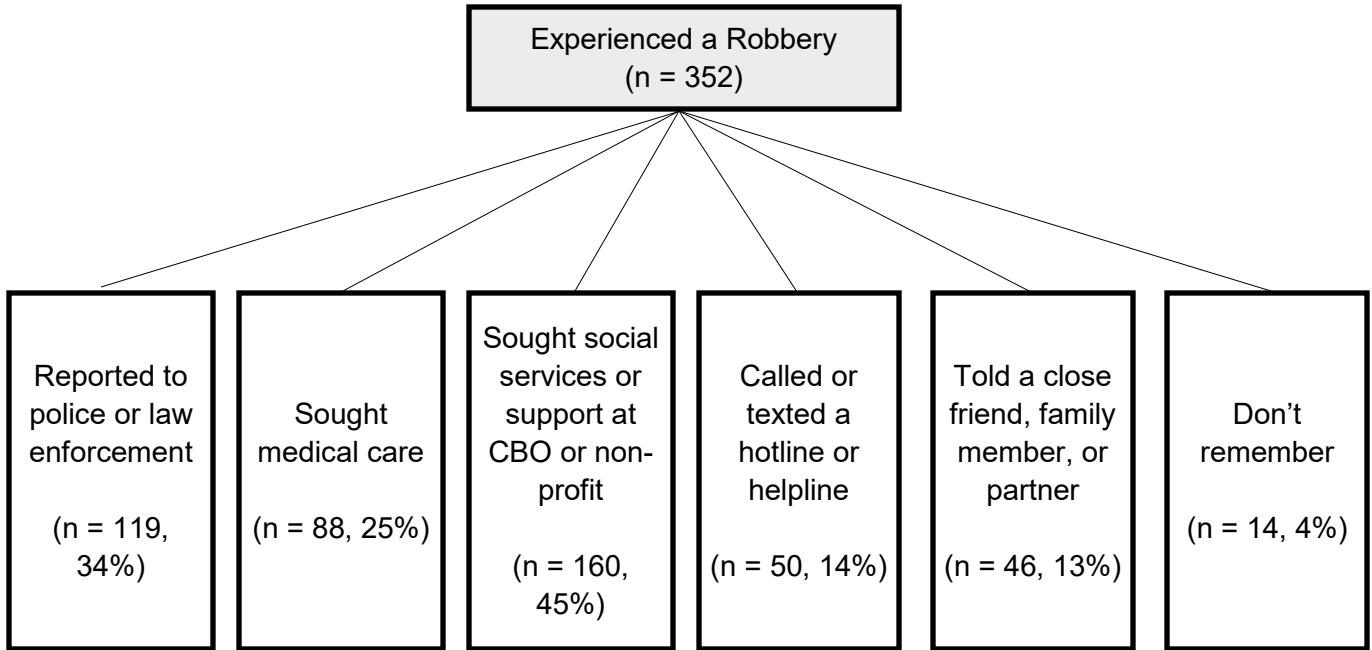 Experienced a Robbery
(n = 352)
Reported to
police or law
enforcement
(n = 119,
34%)
Sought
medical care
(n = 88, 25%)
Sought social
services or
support at
CBO or non-
profit
(n = 160,
45%)
Called or
texted a
hotline or
helpline
(n = 50, 14%)
Told a close
friend, family
member, or
partner
(n = 46, 13%)
Don’t
remember
(n = 14, 4%)